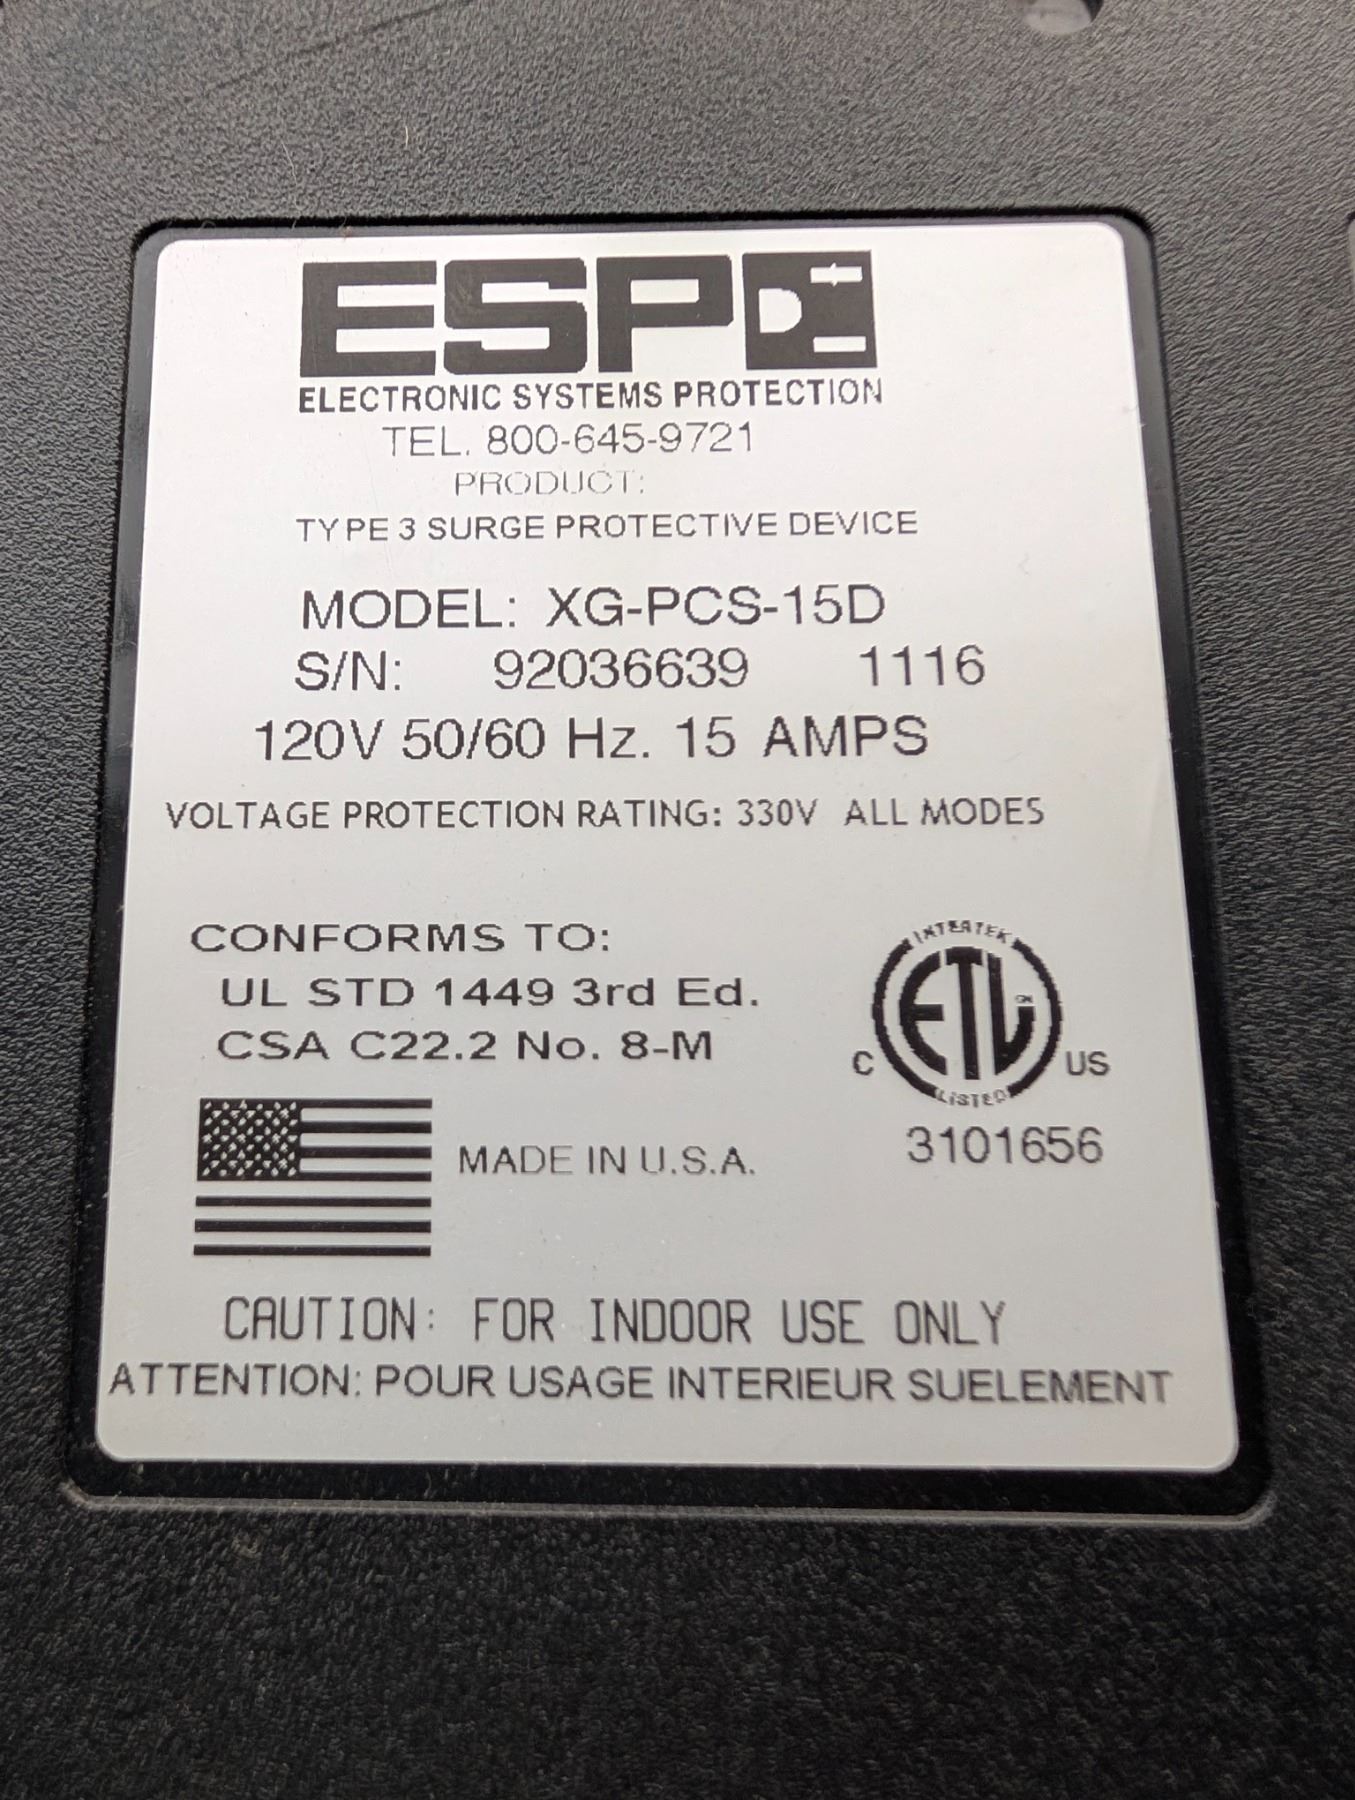 ESP
ELECTRONIC SYSTEMS PROTECTION
TEL. 800-645-9721
PRODUCT:
TYPE 3 SURGE PROTECTIVE DEVICE
MODEL: XG-PCS-15D
S/N: 92036639 1116
120V 50/60 Hz. 15 AMPS
VOLTAGE PROTECTION RATING: 330V ALL MODES
CONFORMS TO:
UL STD 1449 3rd Ed.
CSA C22.2 No. 8-M
INTERTEK
ETL
C US
LISTED
3101656
MADE IN U.S.A.
CAUTION: FOR INDOOR USE ONLY
ATTENTION: POUR USAGE INTERIEUR SUELEMENT